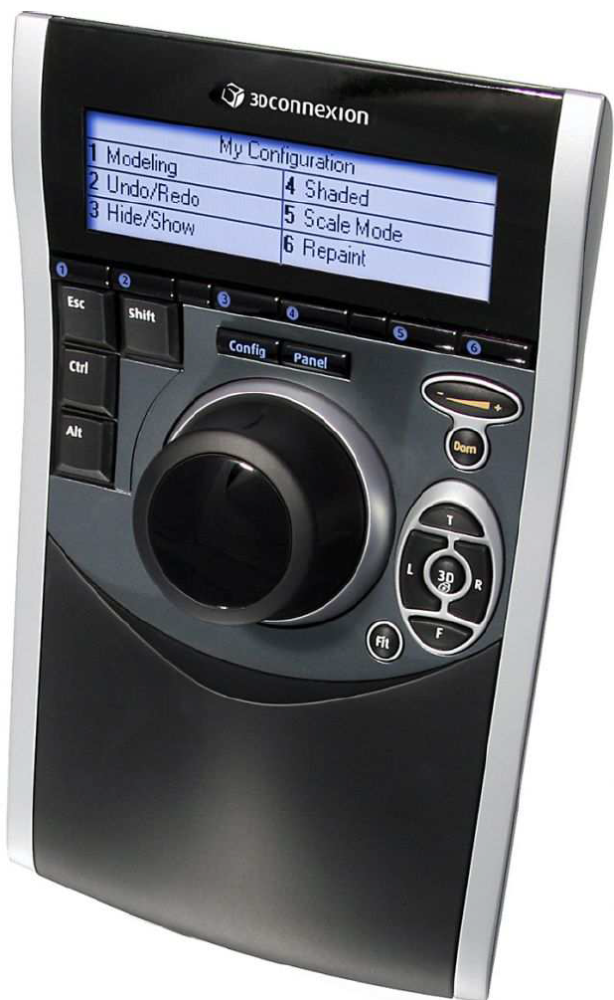 3Dconnexion
My Configuration
1 Modeling
2 Undo/Redo
3 Hide/Show
4 Shaded
5 Scale Mode
6 Repaint
1 2 3 4 5 6
Esc Shift
Config Panel
Ctrl
- +
Alt
Dom
T
L 3D R
F
Fit